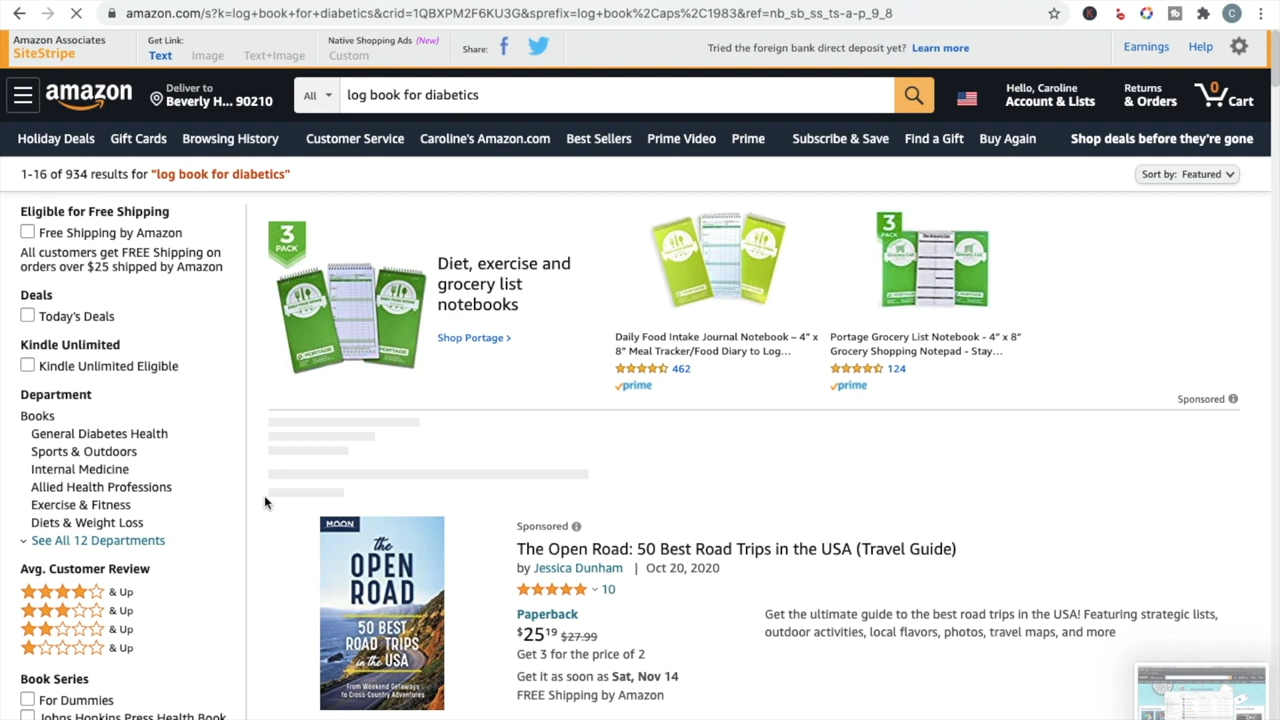 amazon.com/s?k=log+book+for+diabetics&crid=1QBXPM2F6KU3G&sprefix=log+book%2Caps%2C1983&ref=nb_sb_ss_ts-a-p_9_8
Amazon Associates
SiteStripe
Get Link:
Text Image Text+Image
Native Shopping Ads (New)
Custom
Share:
Tried the foreign bank direct deposit yet? Learn more
Earnings Help
amazon
Deliver to
Beverly H... 90210
All
log book for diabetics
Hello, Caroline
Account & Lists
Returns
& Orders
0
Cart
Holiday Deals Gift Cards Browsing History Customer Service Caroline's Amazon.com Best Sellers Prime Video Prime Subscribe & Save Find a Gift Buy Again Shop deals before they're gone
1-16 of 934 results for "log book for diabetics"
Sort by: Featured
Eligible for Free Shipping
Free Shipping by Amazon
All customers get FREE Shipping on
orders over $25 shipped by Amazon
Deals
Today's Deals
Kindle Unlimited
Kindle Unlimited Eligible
Department
Books
General Diabetes Health
Sports & Outdoors
Internal Medicine
Allied Health Professions
Exercise & Fitness
Diets & Weight Loss
See All 12 Departments
Avg. Customer Review
& Up
& Up
& Up
& Up
Book Series
For Dummies
Johns Hopkins Press Health Book
3
PACK
Diet, exercise and
grocery list
notebooks
Shop Portage >
Daily Food Intake Journal Notebook – 4” x
8” Meal Tracker/Food Diary to Log...
462
prime
3
PACK
Portage Grocery List Notebook - 4” x 8”
Grocery Shopping Notepad - Stay...
124
prime
Sponsored
MOON
the
OPEN
ROAD
50 BEST
ROAD TRIPS
in the USA
From Weekend Getaways
to Cross-Country Adventures
Sponsored
The Open Road: 50 Best Road Trips in the USA (Travel Guide)
by Jessica Dunham | Oct 20, 2020
10
Paperback
$25 19 $27.99
Get 3 for the price of 2
Get it as soon as Sat, Nov 14
FREE Shipping by Amazon
Get the ultimate guide to the best road trips in the USA! Featuring strategic lists,
outdoor activities, local flavors, photos, travel maps, and more